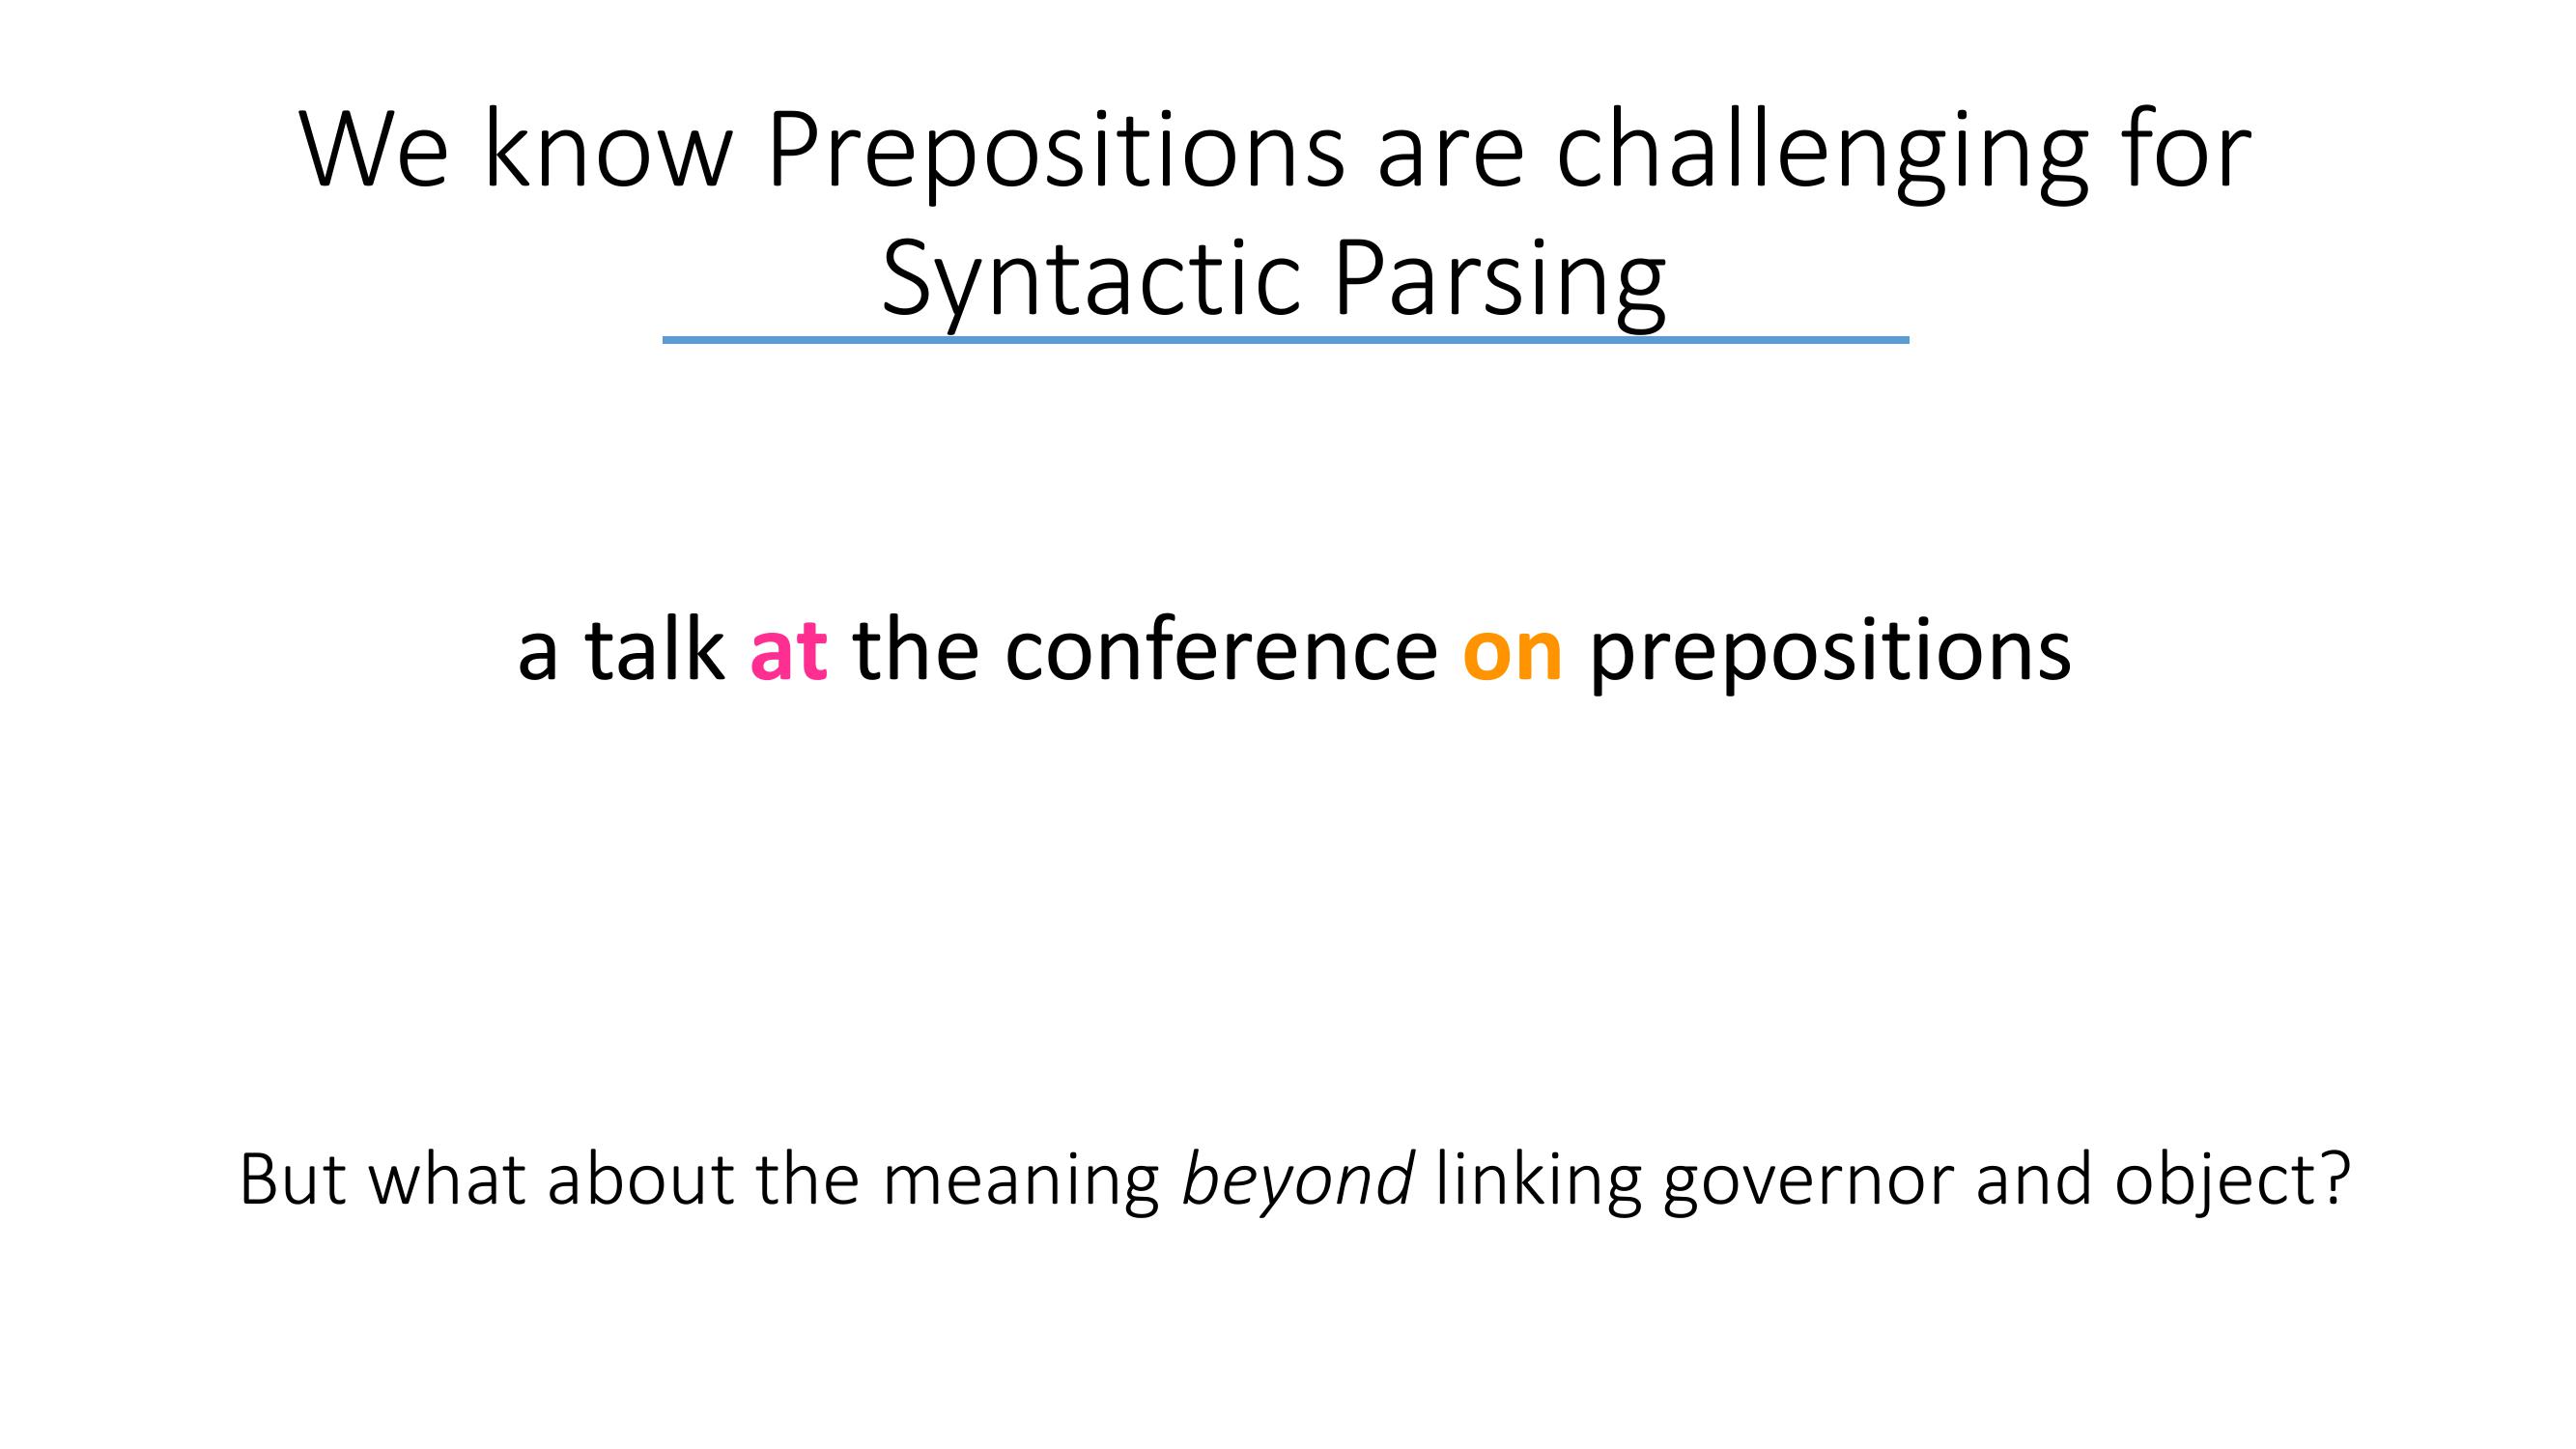 We know Prepositions are challenging for
Syntactic Parsing
a talk at the conference on prepositions
But what about the meaning beyond linking governor and object?